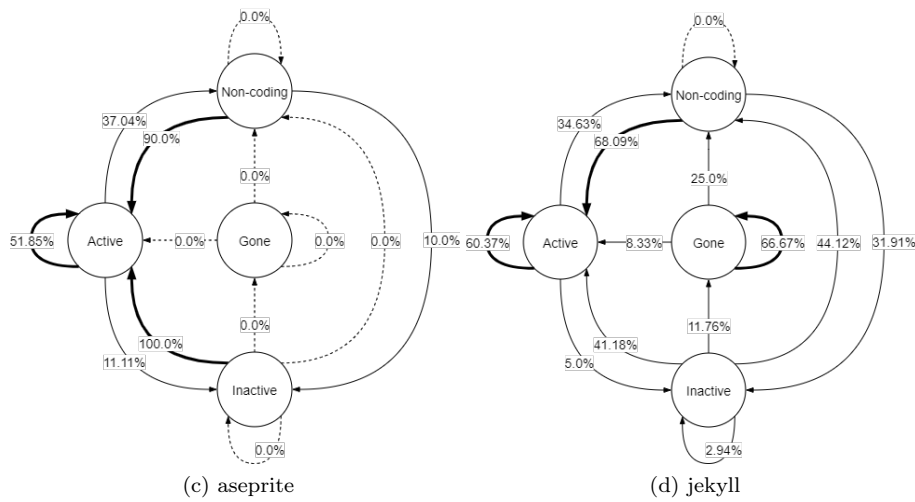 0.0%
Non-coding
37.04%
90.0%
0.0%
51.85%
Active
0.0%
Gone
0.0%
0.0%
10.0%
0.0%
100.0%
11.11%
Inactive
0.0%
(c) aseprite
0.0%
Non-coding
34.63%
68.09%
25.0%
60.37%
Active
8.33%
Gone
66.67%
44.12%
31.91%
11.76%
41.18%
5.0%
Inactive
2.94%
(d) jekyll